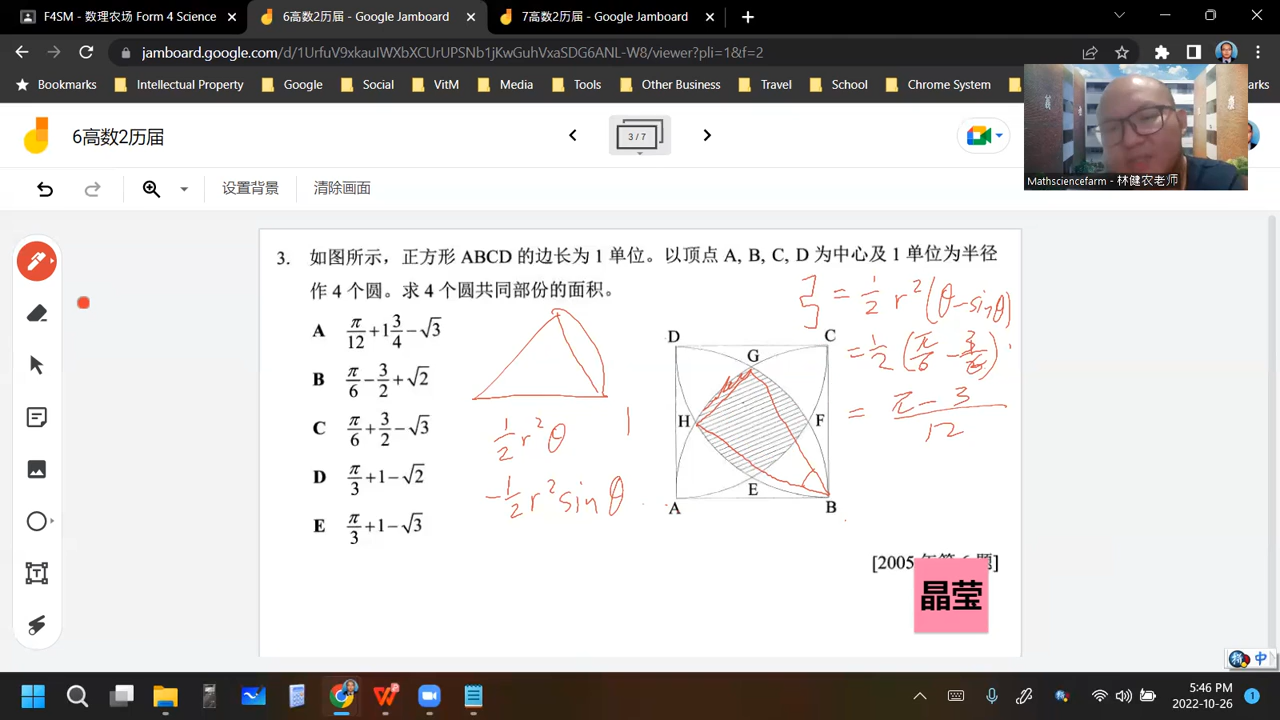 F4SM - 数理农场 Form 4 Science
6高数2历届 - Google Jamboard
7高数2历届 - Google Jamboard
jamboard.google.com/d/1UrfuV9xkauIWXbXCUrUPSNb1jKwGuhVxaSDG6ANL-W8/viewer?pli=1&f=2
Bookmarks Intellectual Property Google Social VitM Media Tools Other Business Travel School Chrome System
6高数2历届
3 / 7
Mathsciencefarm - 林健农老师
设置背景 清除画面
3. 如图所示，正方形 ABCD 的边长为 1 单位。以顶点 A, B, C, D 为中心及 1 单位为半径
作 4 个圆。求 4 个圆共同部份的面积。
A π/12 + 1 3/4 − √3
B π/6 − 3/2 + √2
C π/6 + 3/2 − √3
D π/3 + 1 − √2
E π/3 + 1 − √3
1/2 r²θ
− 1/2 r² sin θ
D C
G
H F
E
A B
弓 = 1/2 r² (θ − sin θ)
= 1/2 (π/6 −
= π − 3 / 12
[2005
晶莹
中
5:46 PM
2022-10-26
1